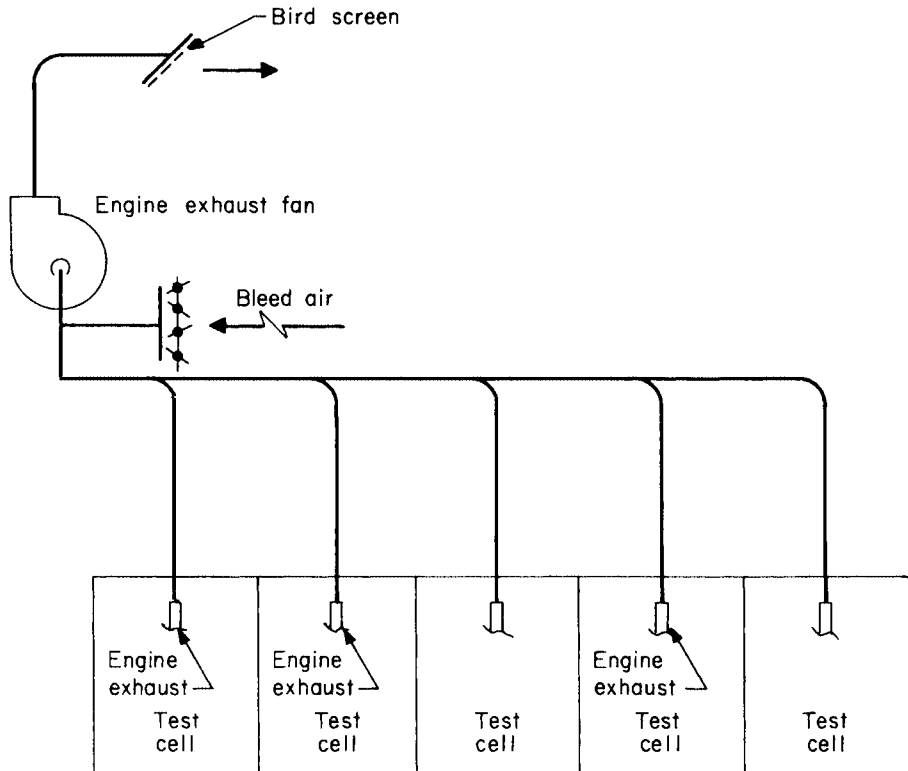 Bird screen
Engine exhaust fan
Bleed air
Engine
exhaust
Engine
exhaust
Engine
exhaust
Test
cell
Test
cell
Test
cell
Test
cell
Test
cell